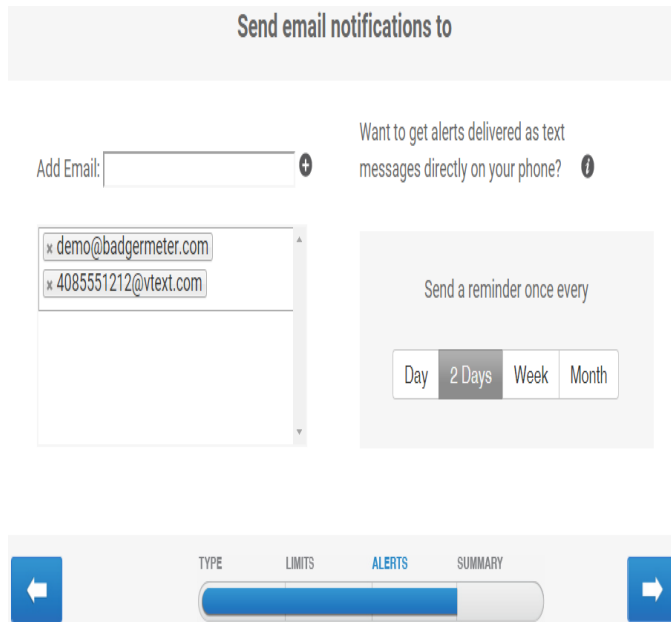 Send email notifications to
Add Email:
Want to get alerts delivered as text
messages directly on your phone?
× demo@badgermeter.com
× 4085551212@vtext.com
Send a reminder once every
Day 2 Days Week Month
TYPE LIMITS ALERTS SUMMARY